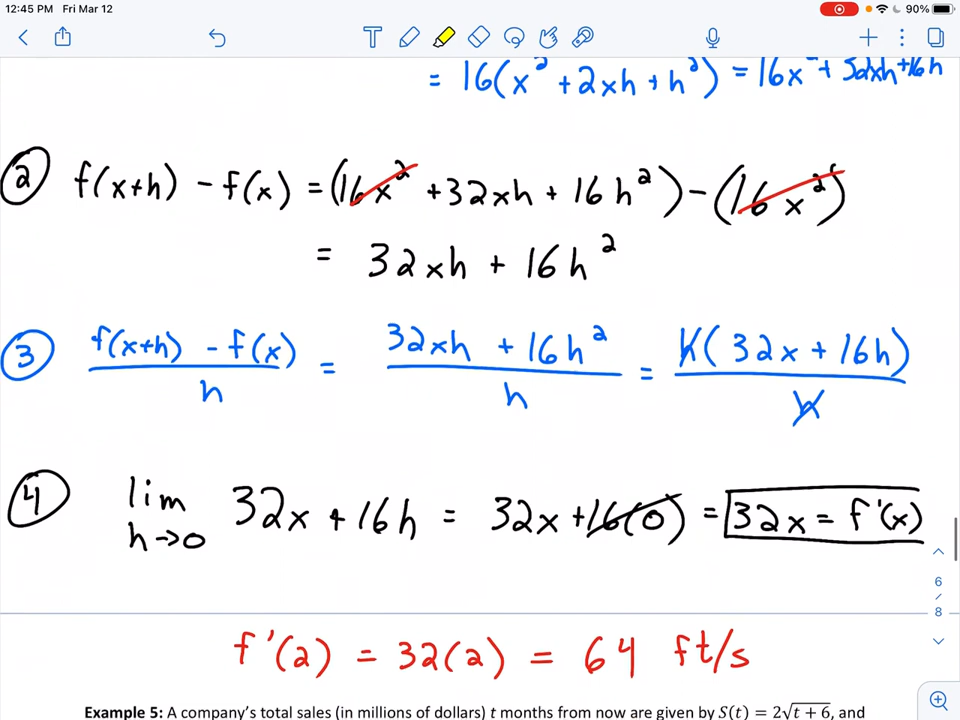 12:45 PM Fri Mar 12 90%
= 16(x² + 2xh + h²) = 16x² + 32xh + 16h
② f(x+h) - f(x) = (16x² + 32xh + 16h²) - (16x²)
= 32xh + 16h²
③ f(x+h) - f(x) / h = 32xh + 16h² / h = h(32x + 16h) / h
④ lim h→0 32x + 16h = 32x + 16(0) = 32x = f'(x)
6 / 8
f'(2) = 32(2) = 64 ft/s
Example 5: A company's total sales (in millions of dollars) t months from now are given by S(t) = 2√(t + 6), and